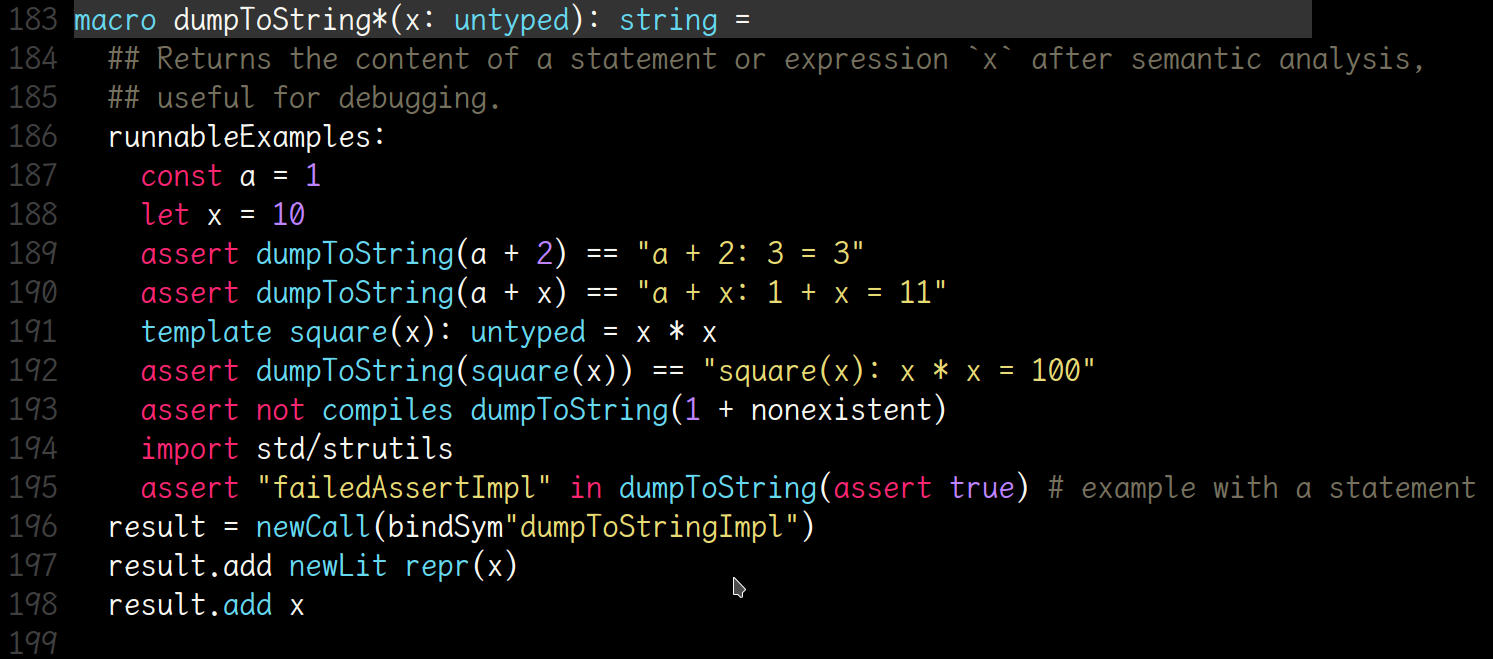 183 macro dumpToString*(x: untyped): string =
184   ## Returns the content of a statement or expression `x` after semantic analysis,
185   ## useful for debugging.
186   runnableExamples:
187     const a = 1
188     let x = 10
189     assert dumpToString(a + 2) == "a + 2: 3 = 3"
190     assert dumpToString(a + x) == "a + x: 1 + x = 11"
191     template square(x): untyped = x * x
192     assert dumpToString(square(x)) == "square(x): x * x = 100"
193     assert not compiles dumpToString(1 + nonexistent)
194     import std/strutils
195     assert "failedAssertImpl" in dumpToString(assert true) # example with a statement
196   result = newCall(bindSym"dumpToStringImpl")
197   result.add newLit repr(x)
198   result.add x
199